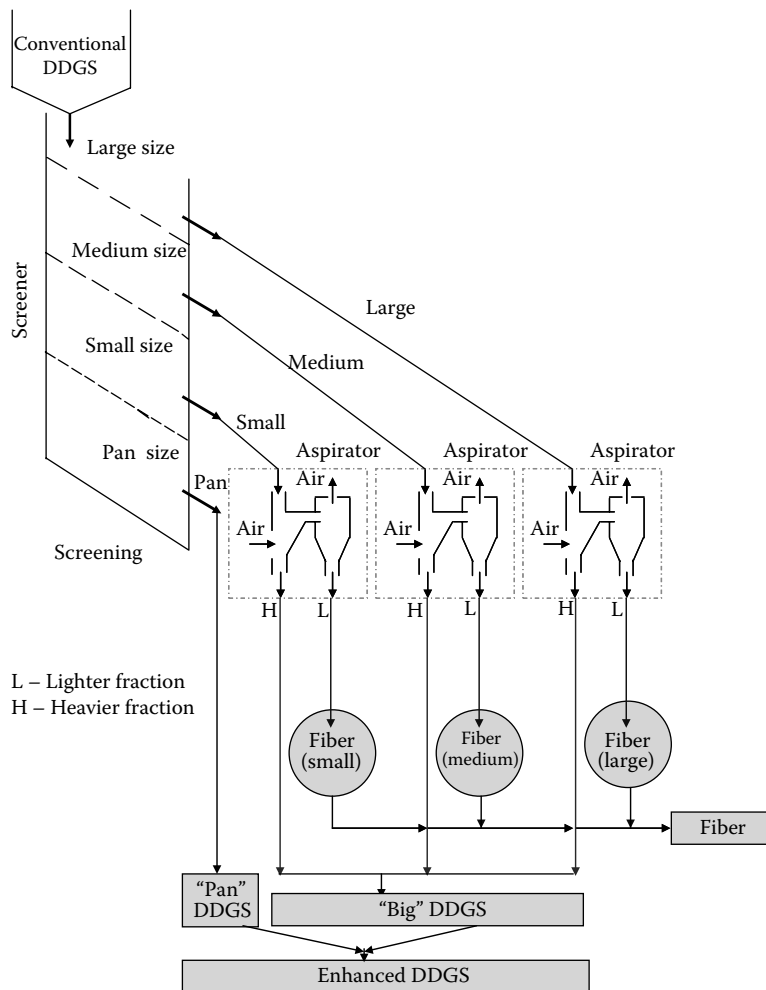 Conventional
DDGS
Large size
Medium size
Screener
Large
Small size
Medium
Small
Pan size
Pan
Screening
Aspirator
Aspirator
Aspirator
Air
Air
Air
Air
Air
Air
H
L
H
L
H
L
L – Lighter fraction
H – Heavier fraction
Fiber
(small)
Fiber
(medium)
Fiber
(large)
Fiber
"Pan"
DDGS
"Big" DDGS
Enhanced DDGS